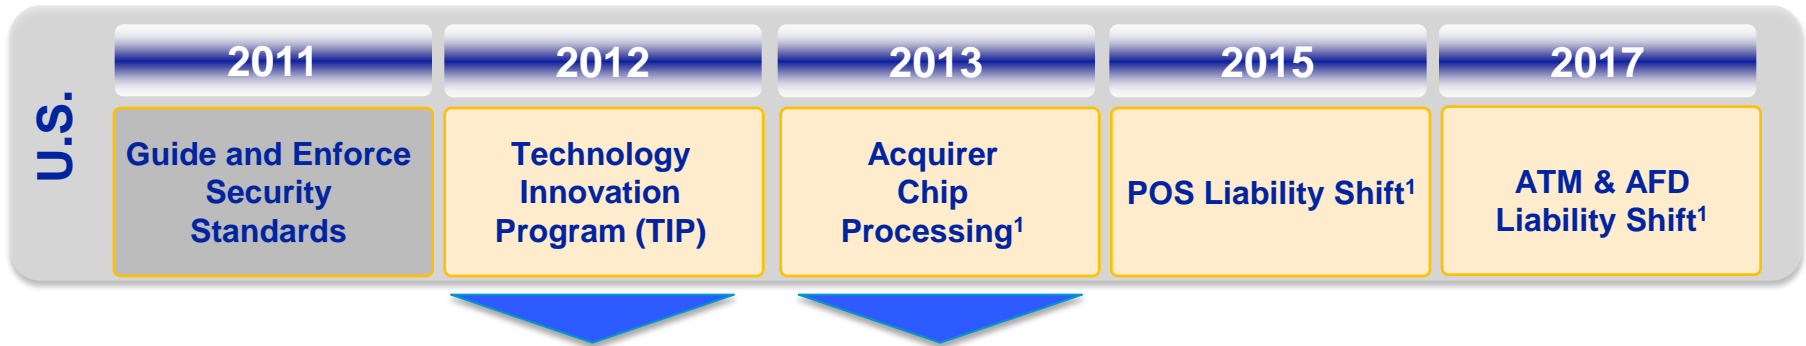 U.S.
2011
2012
2013
2015
2017
Guide and Enforce
Security
Standards
Technology
Innovation
Program (TIP)
Acquirer
Chip
Processing¹
POS Liability Shift¹
ATM & AFD
Liability Shift¹